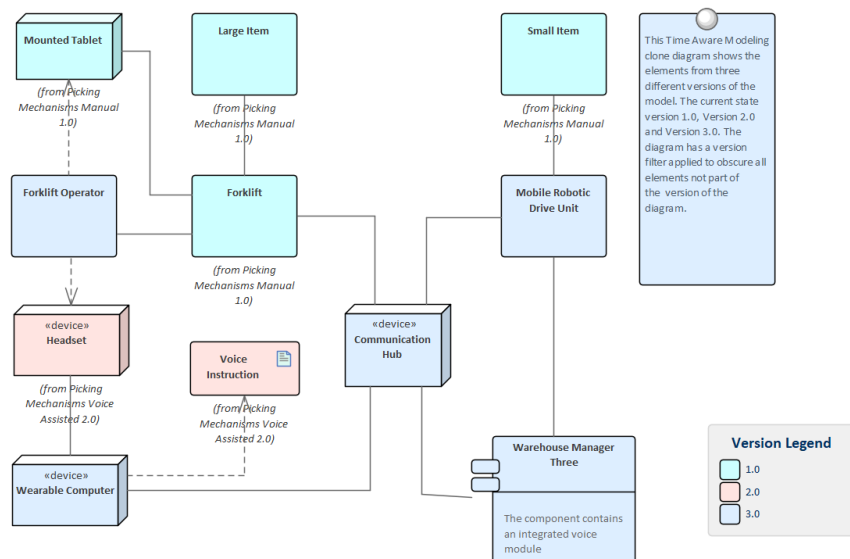 Mounted Tablet
(from Picking
Mechanisms Manual
1.0)
Large Item
(from Picking
Mechanisms Manual
1.0)
Small Item
(from Picking
Mechanisms Manual
1.0)
This Time Aware Modeling
clone diagram shows the
elements from three
different versions of the
model. The current state
version 1.0, Version 2.0
and Version 3.0. The
diagram has a version
filter applied to obscure all
elements not part of
the version of the
diagram.
Forklift Operator
Forklift
(from Picking
Mechanisms Manual
1.0)
Mobile Robotic
Drive Unit
«device»
Headset
(from Picking
Mechanisms Voice
Assisted 2.0)
Voice
Instruction
(from Picking
Mechanisms Voice
Assisted 2.0)
«device»
Communication
Hub
«device»
Wearable Computer
Warehouse Manager
Three
The component contains
an integrated voice
module
Version Legend
1.0
2.0
3.0